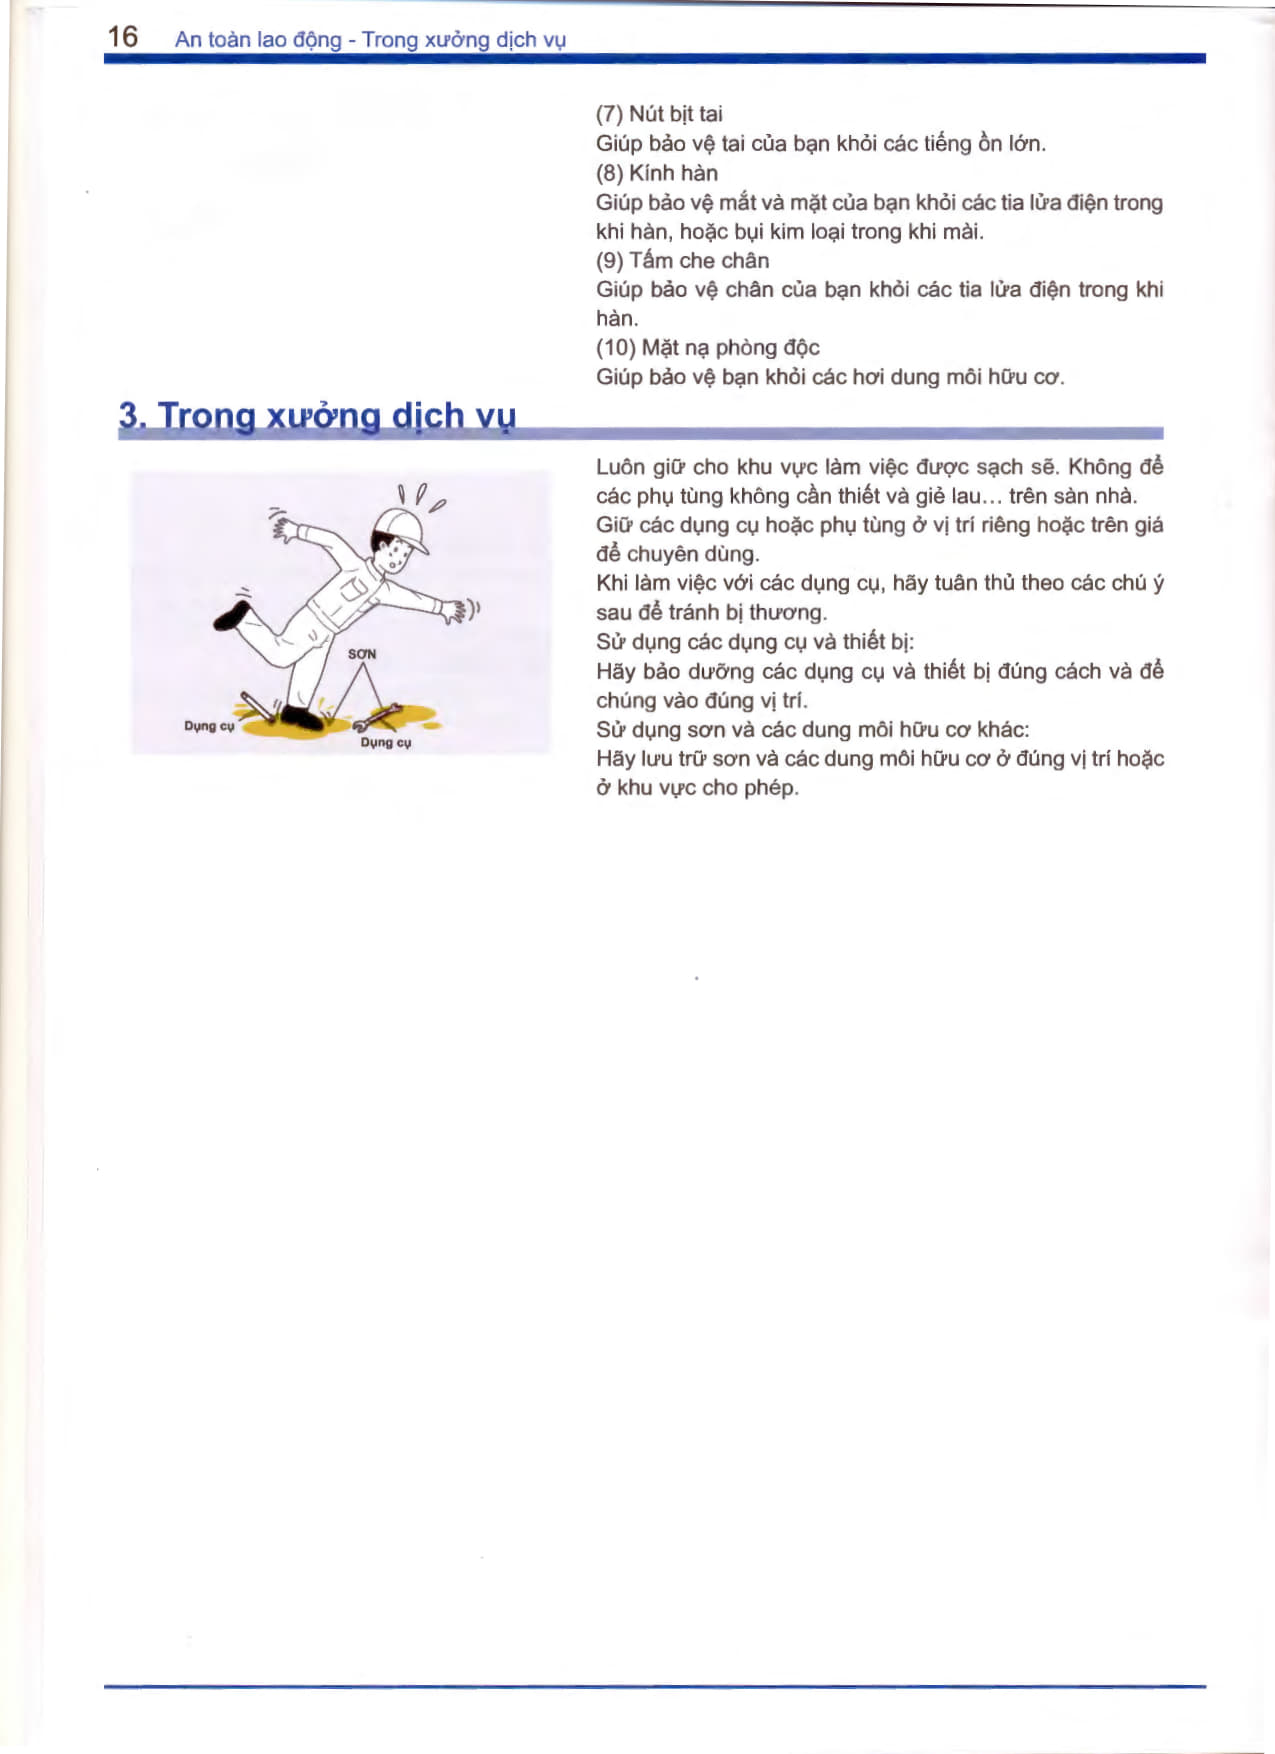 16 An toàn lao động - Trong xưởng dịch vụ
(7) Nút bịt tai
Giúp bảo vệ tai của bạn khỏi các tiếng ồn lớn.
(8) Kính hàn
Giúp bảo vệ mắt và mặt của bạn khỏi các tia lửa điện trong
khi hàn, hoặc bụi kim loại trong khi mài.
(9) Tấm che chân
Giúp bảo vệ chân của bạn khỏi các tia lửa điện trong khi
hàn.
(10) Mặt nạ phòng độc
Giúp bảo vệ bạn khỏi các hơi dung môi hữu cơ.
3. Trong xưởng dịch vụ
SƠN
Dụng cụ
Dụng cụ
Luôn giữ cho khu vực làm việc được sạch sẽ. Không để
các phụ tùng không cần thiết và giẻ lau... trên sàn nhà.
Giữ các dụng cụ hoặc phụ tùng ở vị trí riêng hoặc trên giá
để chuyên dùng.
Khi làm việc với các dụng cụ, hãy tuân thủ theo các chú ý
sau để tránh bị thương.
Sử dụng các dụng cụ và thiết bị:
Hãy bảo dưỡng các dụng cụ và thiết bị đúng cách và để
chúng vào đúng vị trí.
Sử dụng sơn và các dung môi hữu cơ khác:
Hãy lưu trữ sơn và các dung môi hữu cơ ở đúng vị trí hoặc
ở khu vực cho phép.